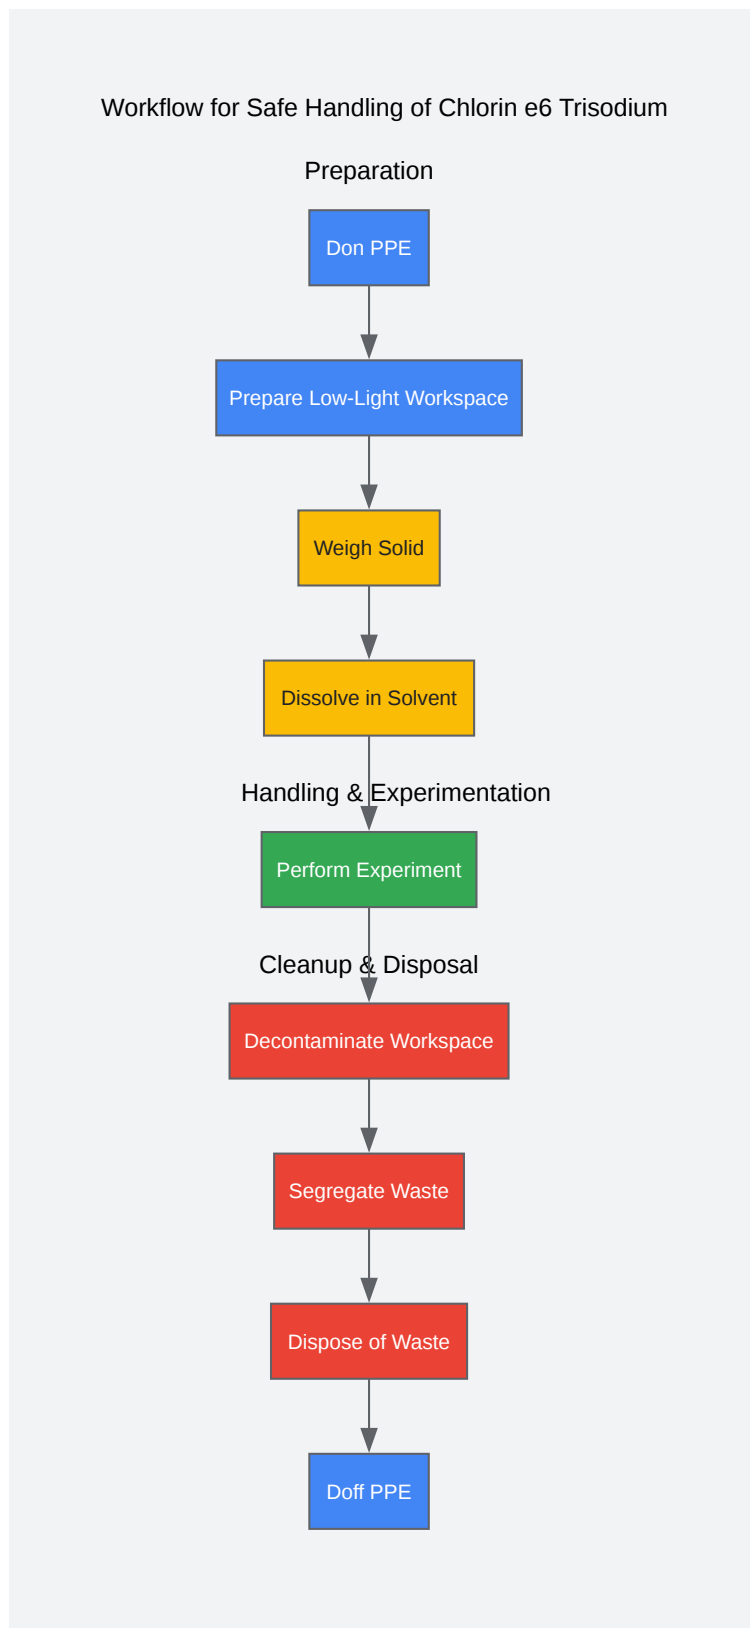 Workflow for Safe Handling of Chlorin e6 Trisodium
Preparation
Don PPE
Prepare Low-Light Workspace
Weigh Solid
Dissolve in Solvent
Handling & Experimentation
Perform Experiment
Cleanup & Disposal
Decontaminate Workspace
Segregate Waste
Dispose of Waste
Doff PPE